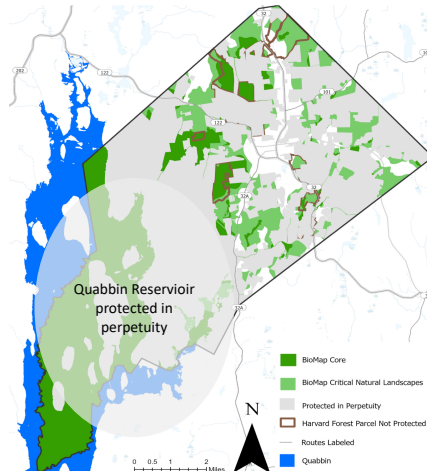 32
202
122
101
122
32
32A
Quabbin Reservioir
protected in
perpetuity
32A
BioMap Core
BioMap Critical Natural Landscapes
N
Protected in Perpetuity
Harvard Forest Parcel Not Protected
Routes Labeled
0 0.5 1 2
Miles
Quabbin